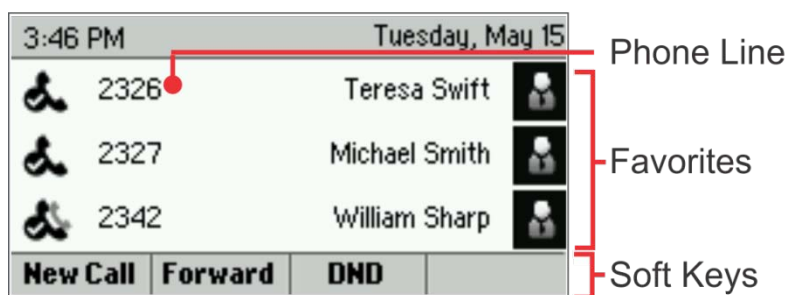 3:46 PM Tuesday, May 15
Phone Line
2326 Teresa Swift
2327 Michael Smith
Favorites
2342 William Sharp
New Call Forward DND
Soft Keys